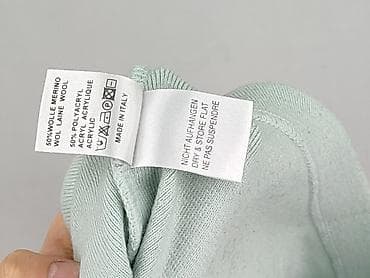 50%WOLLE MERINO
WOL LAINE WOOL
50% POLYACRYL
ACRYL ACRYLIQUE
ACRYLIC
MADE IN ITALY
NICHT AUFHÄNGEN
DRY & STORE FLAT
NE PAS SUSPENDRE